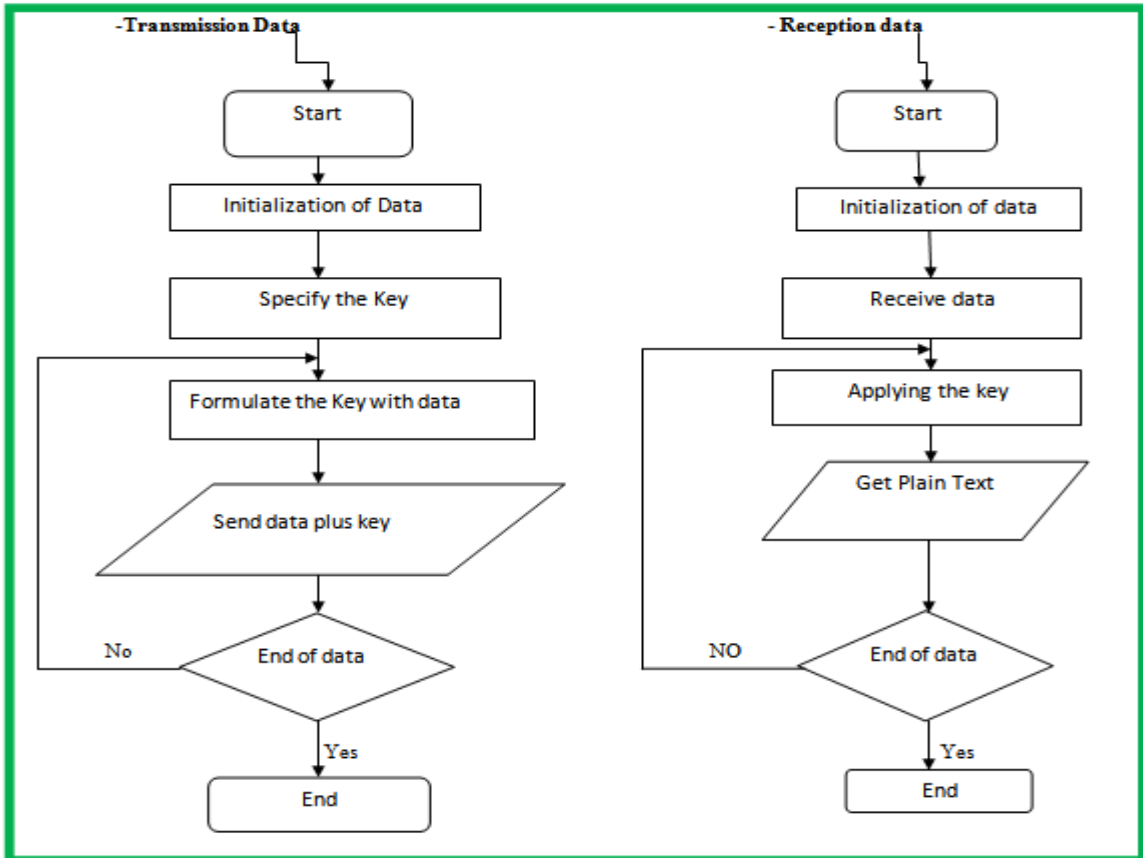 -Transmission Data
Start
Initialization of Data
Specify the Key
Formulate the Key with data
Send data plus key
End of data
No
Yes
End
- Reception data
Start
Initialization of data
Receive data
Applying the key
Get Plain Text
End of data
NO
Yes
End